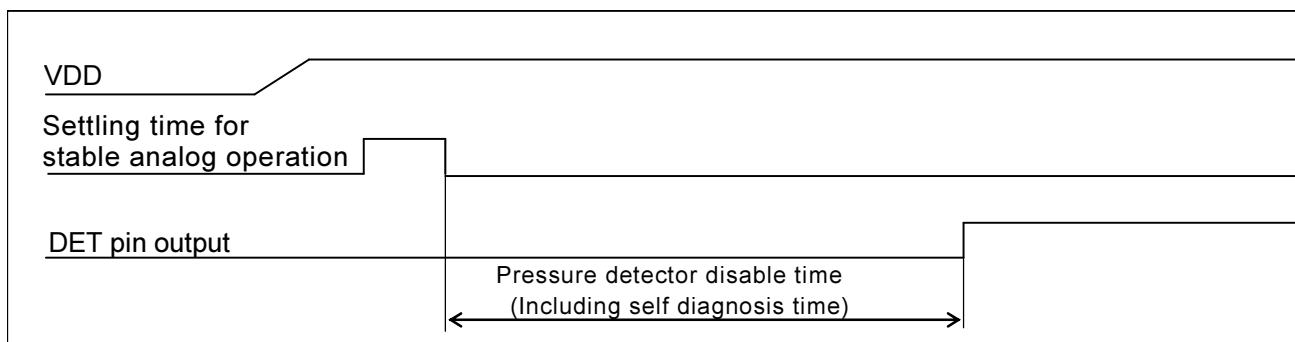 VDD
Settling time for
stable analog operation
DET pin output
Pressure detector disable time
(Including self diagnosis time)